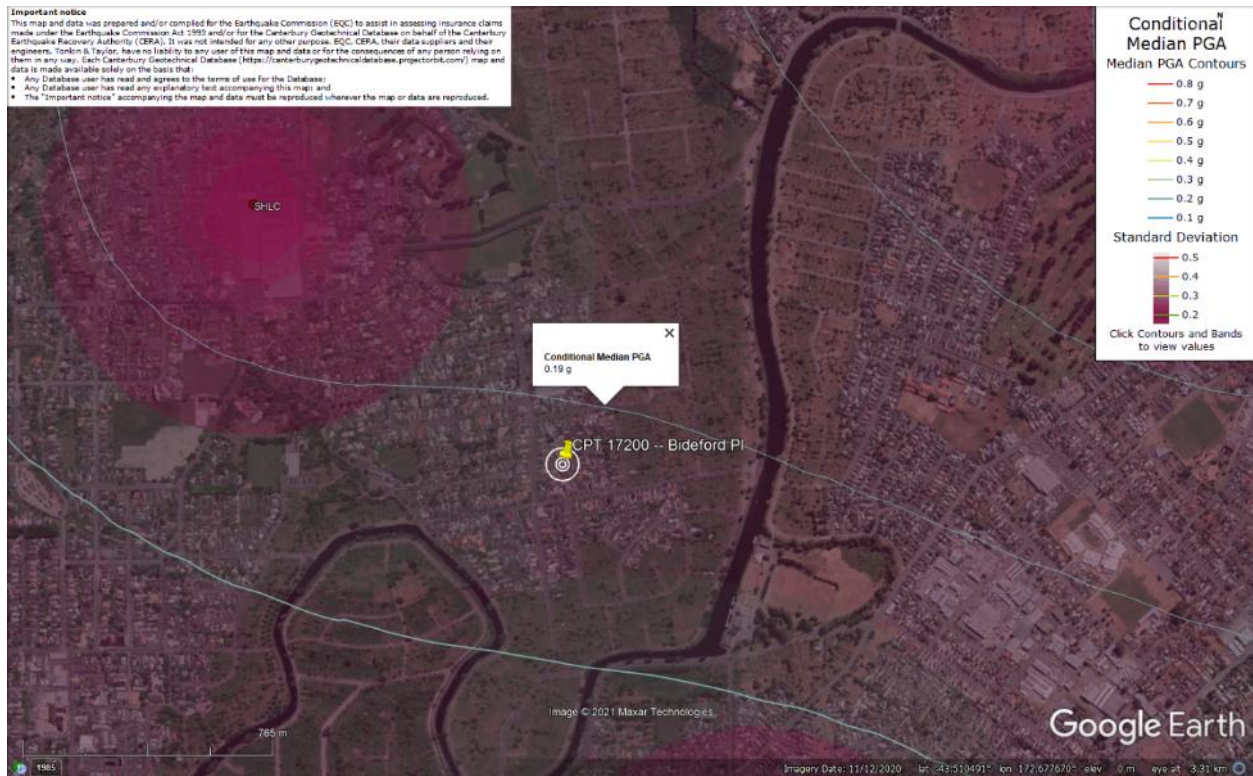 Important notice
This map and data was prepared and/or compiled for the Earthquake Commission (EQC) to assist in assessing insurance claims
made under the Earthquake Commission Act 1993 and/or for the Canterbury Geotechnical Database on behalf of the Canterbury
Earthquake Recovery Authority (CERA). It was not intended for any other purpose. EQC, CERA, their data suppliers and their
engineers, Tonkin & Taylor, have no liability to any user of this map and data or for the consequences of any person relying on
them in any way. Each Canterbury Geotechnical Database (https://canterburygeotechnicaldatabase.projectorbit.com/) map and
data is made available solely on the basis that:
• Any Database user has read and agrees to the terms of use for the Database;
• Any Database user has read any explanatory text accompanying this map; and
• The "Important notice" accompanying the map and data must be reproduced wherever the map or data are reproduced.
N
Conditional
Median PGA
Median PGA Contours
0.8 g
0.7 g
0.6 g
0.5 g
0.4 g
0.3 g
0.2 g
0.1 g
Standard Deviation
0.5
0.4
0.3
0.2
Click Contours and Bands
to view values
SHLC
Conditional Median PGA
0.19 g
CPT 17200 -- Bideford Pl
Image © 2021 Maxar Technologies
765 m
Google Earth
1985
Imagery Date: 11/12/2020 lat -43.510491° lon 172.677670° elev 0 m eye alt 3.31 km